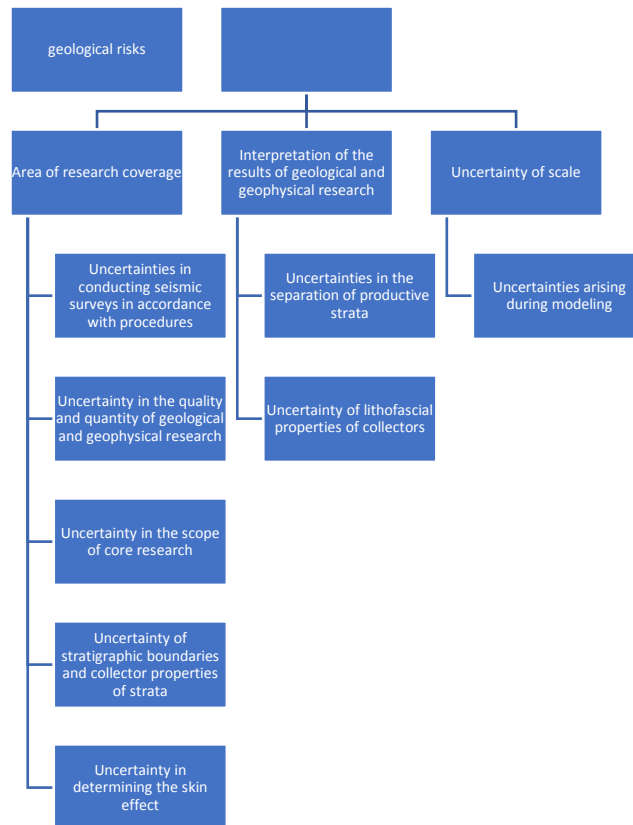 geological risks
Area of research coverage
Interpretation of the
results of geological and
geophysical research
Uncertainty of scale
Uncertainties in
conducting seismic
surveys in accordance
with procedures
Uncertainties in the
separation of productive
strata
Uncertainties arising
during modeling
Uncertainty in the quality
and quantity of geological
and geophysical research
Uncertainty of lithofascial
properties of collectors
Uncertainty in the scope
of core research
Uncertainty of
stratigraphic boundaries
and collector properties
of strata
Uncertainty in
determining the skin
effect